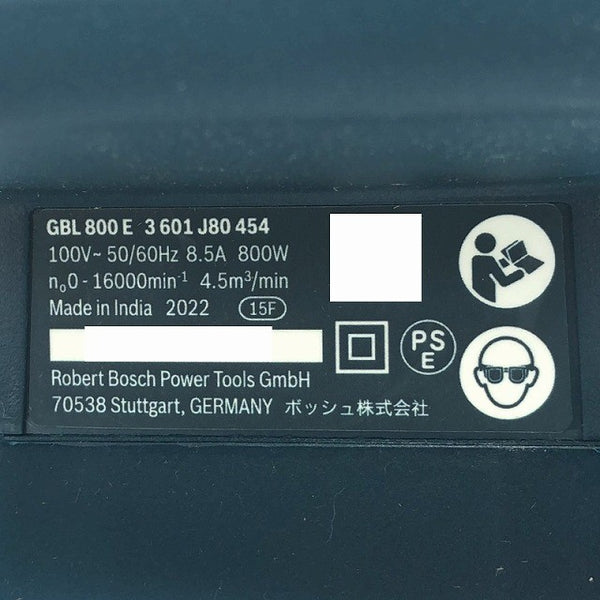 GBL 800 E 3 601 J80 454
100V~ 50/60Hz 8.5A 800W
n₀0 - 16000min⁻¹ 4.5m³/min
Made in India 2022 15F
PS
E
Robert Bosch Power Tools GmbH
70538 Stuttgart, GERMANY ボッシュ株式会社